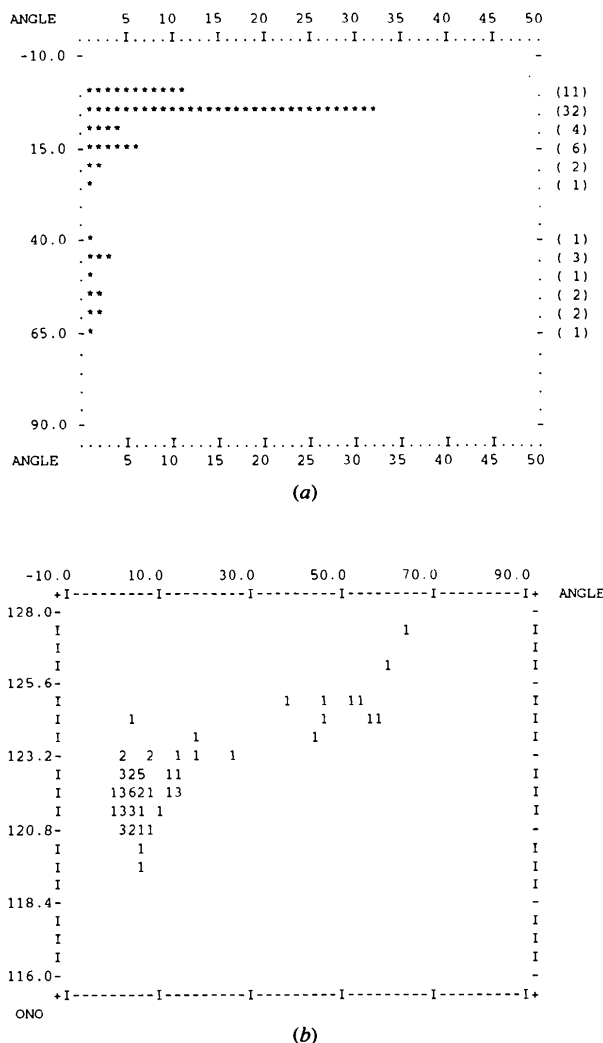 ANGLE 5 10 15 20 25 30 35 40 45 50
....I....I....I....I....I....I....I....I....I....I
-10.0 - -
. .
. *********** . (11)
. ******************************** . (32)
. **** . ( 4)
15.0 - ****** - ( 6)
. ** . ( 2)
. * . ( 1)
. .
. .
40.0 - * - ( 1)
. *** . ( 3)
. * . ( 1)
. ** . ( 2)
. ** . ( 2)
65.0 - * - ( 1)
. .
. .
. .
. .
90.0 - -
....I....I....I....I....I....I....I....I....I....I
ANGLE 5 10 15 20 25 30 35 40 45 50
(a)
-10.0 10.0 30.0 50.0 70.0 90.0
+I---------I---------I---------I---------I---------I+ ANGLE
128.0- -
I 1 I
I I
I 1 I
125.6- -
I 1 1 11 I
I 1 1 11 I
I 1 1 I
123.2- 2 2 1 1 1 -
I 325 11 I
I 13621 13 I
I 1331 1 I
120.8- 3211 -
I 1 I
I 1 I
I I
118.4- -
I I
I I
I I
116.0- -
+I---------I---------I---------I---------I---------I+
ONO
(b)